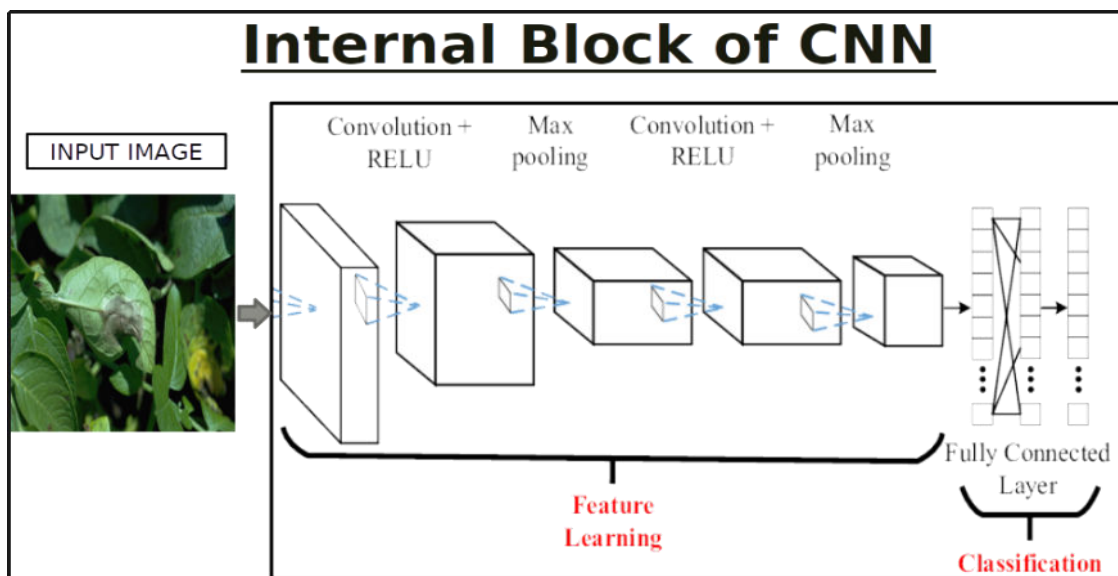 Internal Block of CNN
INPUT IMAGE
Convolution +
RELU
Max
pooling
Convolution +
RELU
Max
pooling
Fully Connected
Layer
Feature
Learning
Classification